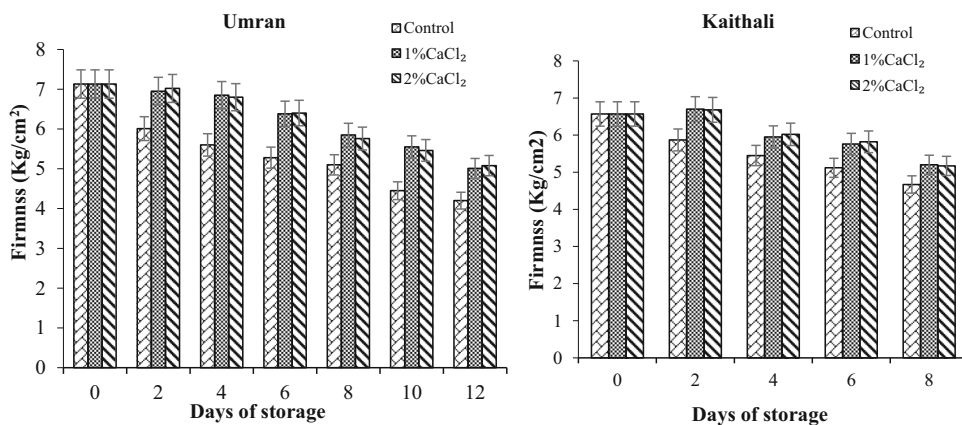 Umran
Control
1%CaCl₂
2%CaCl₂
Firmnss (Kg/cm²)
8
7
6
5
4
3
2
1
0
0 2 4 6 8 10 12
Days of storage
Kaithali
Control
1%CaCl₂
2%CaCl₂
Firmnss (Kg/cm2)
8
7
6
5
4
3
2
1
0
0 2 4 6 8
Days of storage